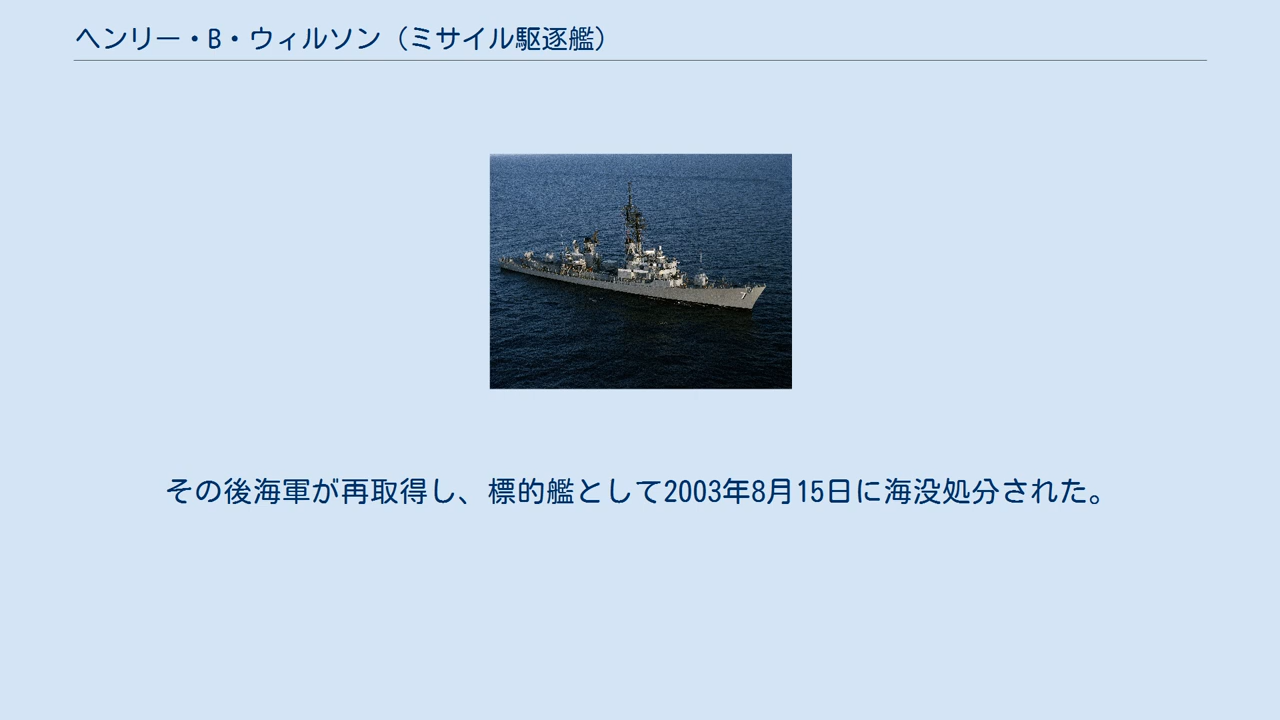 ヘンリー・B・ウィルソン（ミサイル駆逐艦）
7
その後海軍が再取得し、標的艦として2003年8月15日に海没処分された。